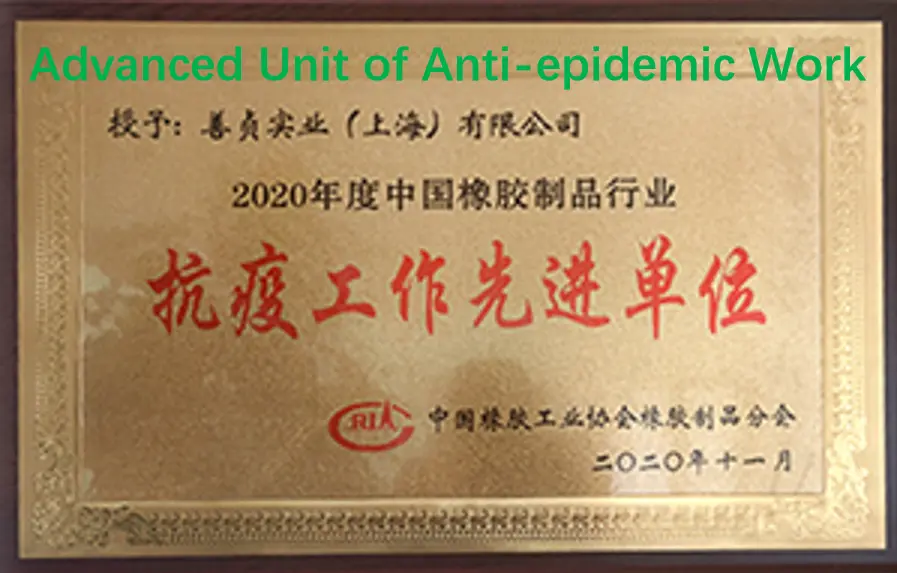 Advanced Unit of Anti-epidemic Work
授予：善贞实业（上海）有限公司
2020年度中国橡胶制品行业
抗疫工作先进单位
CRIA 中国橡胶工业协会橡胶制品分会
二〇二〇年十一月